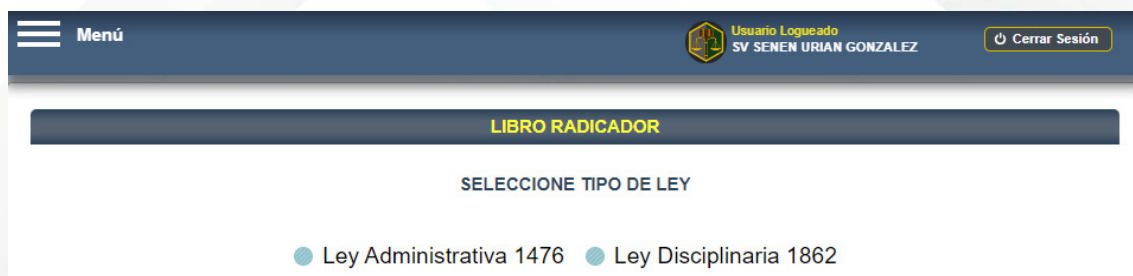 Menú
Usuario Logueado
SV SENEN URIAN GONZALEZ
Cerrar Sesión
LIBRO RADICADOR
SELECCIONE TIPO DE LEY
Ley Administrativa 1476 Ley Disciplinaria 1862